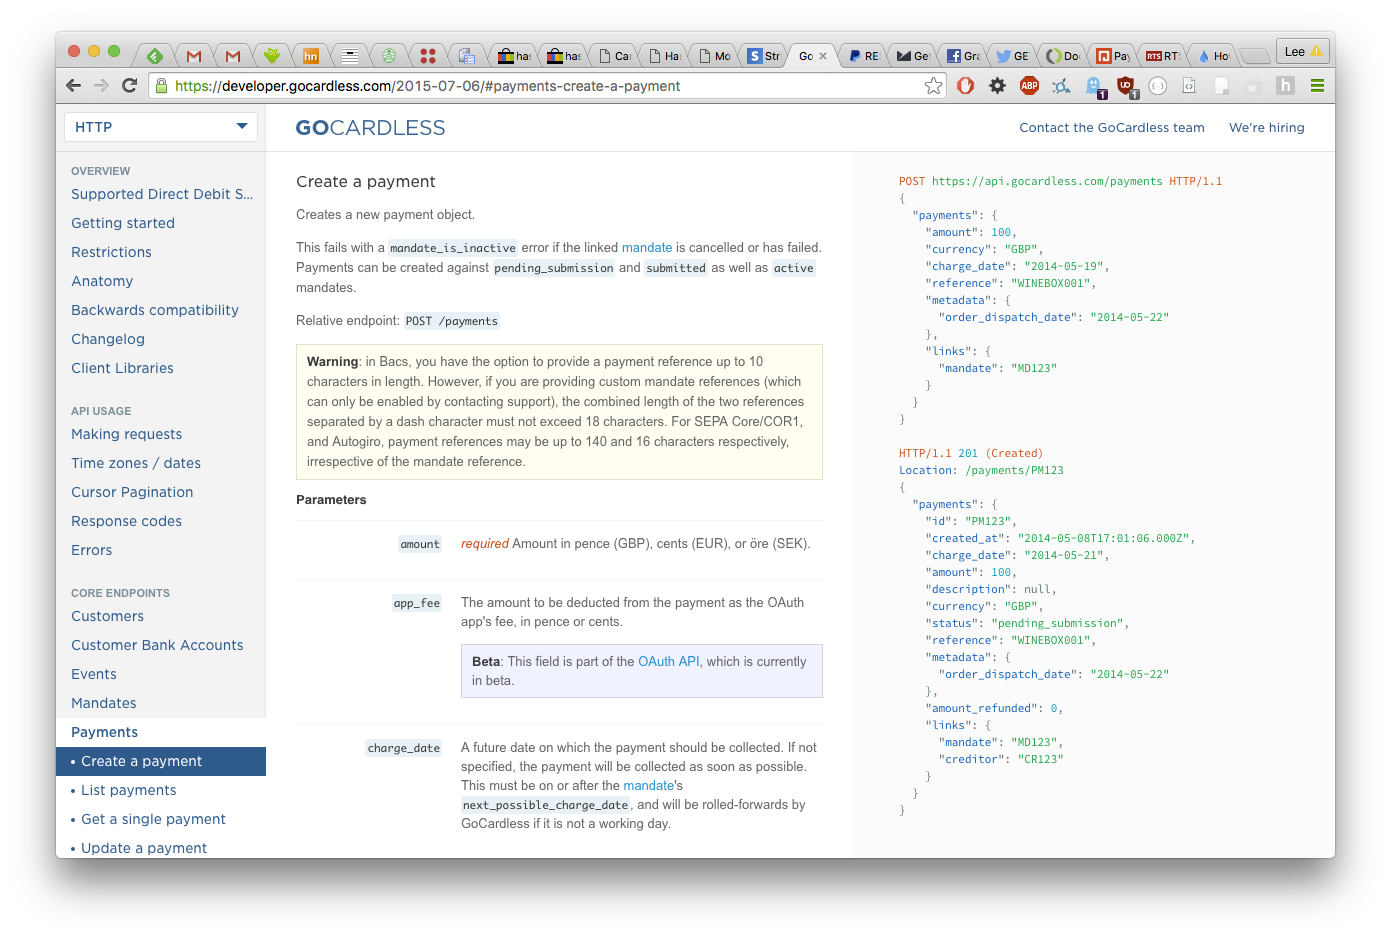 hn
has
has
Ca
Ha
Mo
S Str
Go ×
RE
Ge
Gra
GE
Do
Pay
RTS RT
Ho
Lee
https://developer.gocardless.com/2015-07-06/#payments-create-a-payment
ABP
1
1
h
HTTP
GOCARDLESS
Contact the GoCardless team
We're hiring
OVERVIEW
Supported Direct Debit S...
Getting started
Restrictions
Anatomy
Backwards compatibility
Changelog
Client Libraries
API USAGE
Making requests
Time zones / dates
Cursor Pagination
Response codes
Errors
CORE ENDPOINTS
Customers
Customer Bank Accounts
Events
Mandates
Payments
• Create a payment
• List payments
• Get a single payment
• Update a payment
Create a payment
Creates a new payment object.
This fails with a mandate_is_inactive error if the linked mandate is cancelled or has failed.
Payments can be created against pending_submission and submitted as well as active
mandates.
Relative endpoint: POST /payments
Warning: in Bacs, you have the option to provide a payment reference up to 10
characters in length. However, if you are providing custom mandate references (which
can only be enabled by contacting support), the combined length of the two references
separated by a dash character must not exceed 18 characters. For SEPA Core/COR1,
and Autogiro, payment references may be up to 140 and 16 characters respectively,
irrespective of the mandate reference.
Parameters
amount
required Amount in pence (GBP), cents (EUR), or öre (SEK).
app_fee
The amount to be deducted from the payment as the OAuth
app's fee, in pence or cents.
Beta: This field is part of the OAuth API, which is currently
in beta.
charge_date
A future date on which the payment should be collected. If not
specified, the payment will be collected as soon as possible.
This must be on or after the mandate's
next_possible_charge_date, and will be rolled-forwards by
GoCardless if it is not a working day.
POST https://api.gocardless.com/payments HTTP/1.1
{
"payments": {
"amount": 100,
"currency": "GBP",
"charge_date": "2014-05-19",
"reference": "WINEBOX001",
"metadata": {
"order_dispatch_date": "2014-05-22"
},
"links": {
"mandate": "MD123"
}
}
}
HTTP/1.1 201 (Created)
Location: /payments/PM123
{
"payments": {
"id": "PM123",
"created_at": "2014-05-08T17:01:06.000Z",
"charge_date": "2014-05-21",
"amount": 100,
"description": null,
"currency": "GBP",
"status": "pending_submission",
"reference": "WINEBOX001",
"metadata": {
"order_dispatch_date": "2014-05-22"
},
"amount_refunded": 0,
"links": {
"mandate": "MD123",
"creditor": "CR123"
}
}
}